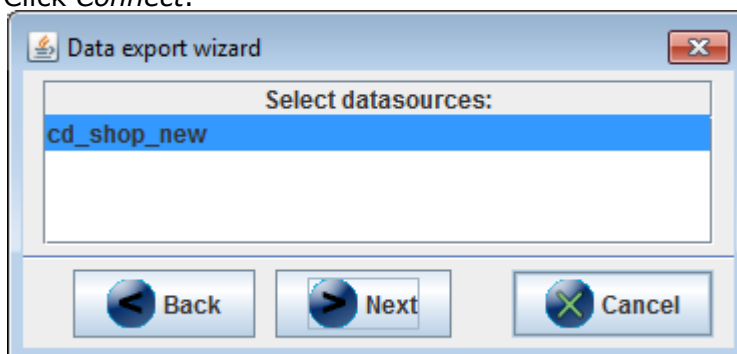 Click Connect.
Data export wizard
Select datasources:
cd_shop_new
Back
Next
Cancel